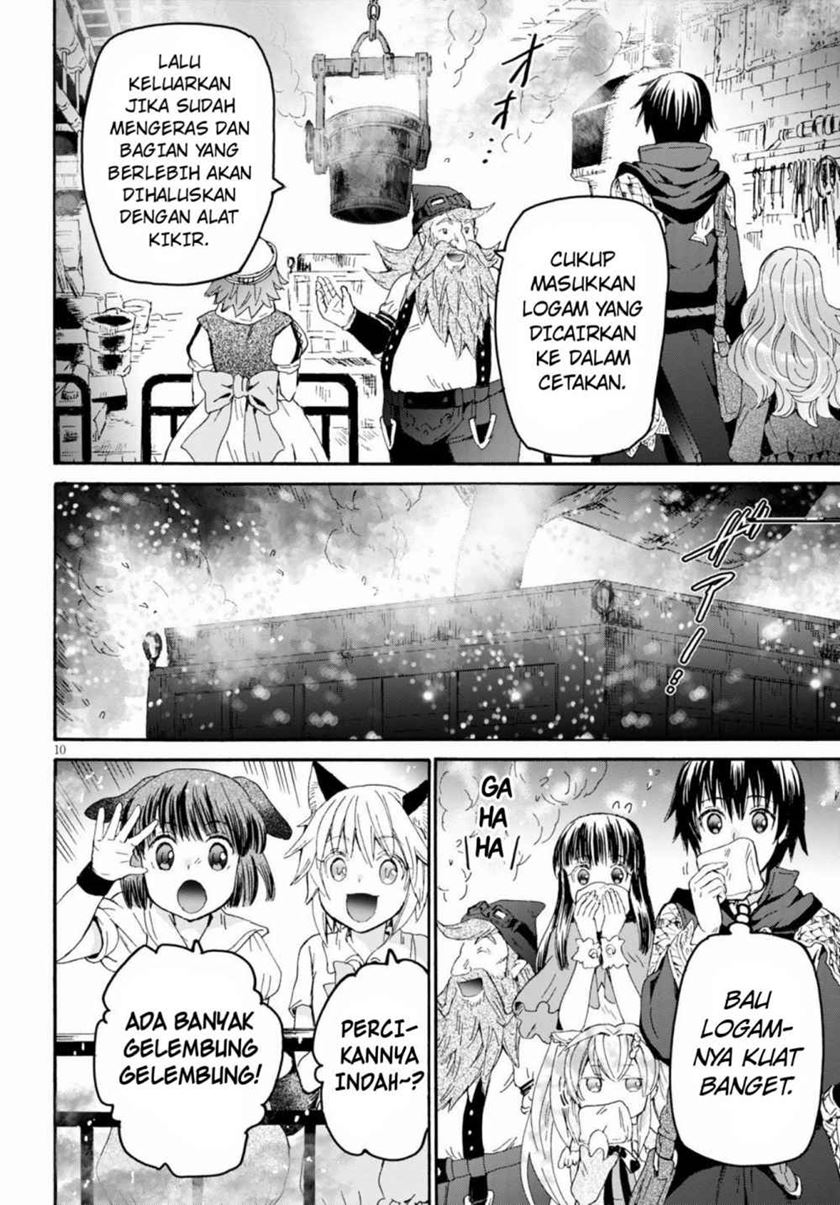 CUKUP
MASUKKAN
LOGAM YANG
DICAIRKAN
KE DALAM
CETAKAN.
LALU
KELUARKAN
JIKA SUDAH
MENGERAS DAN
BAGIAN YANG
BERLEBIH AKAN
DIHALUSKAN
DENGAN ALAT
KIKIR.
10
BAU
LOGAM-
NYA KUAT
BANGET.
GA
HA
HA
PERCI-
KANNYA
INDAH~?
ADA BANYAK
GELEMBUNG
GELEMBUNG!